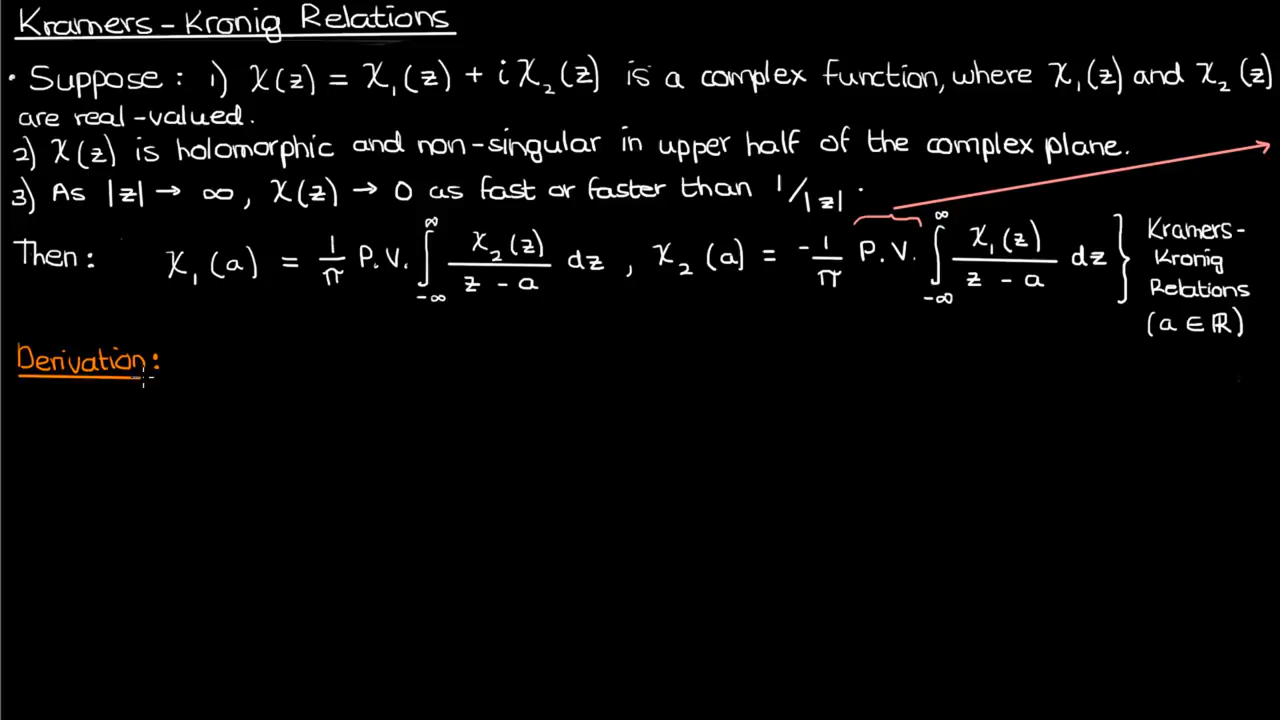 Kramers-Kronig Relations
• Suppose: 1) χ(z) = χ₁(z) + i χ₂(z) is a complex function, where χ₁(z) and χ₂(z)
are real-valued.
2) χ(z) is holomorphic and non-singular in upper half of the complex plane.
3) As |z| → ∞, χ(z) → 0 as fast or faster than 1/|z|.
Then: χ₁(a) = 1/π P.V. ∫_{-∞}^{∞} χ₂(z)/(z - a) dz, χ₂(a) = -1/π P.V. ∫_{-∞}^{∞} χ₁(z)/(z - a) dz } Kramers-
Kronig
Relations
(a ∈ ℝ)
Derivation: